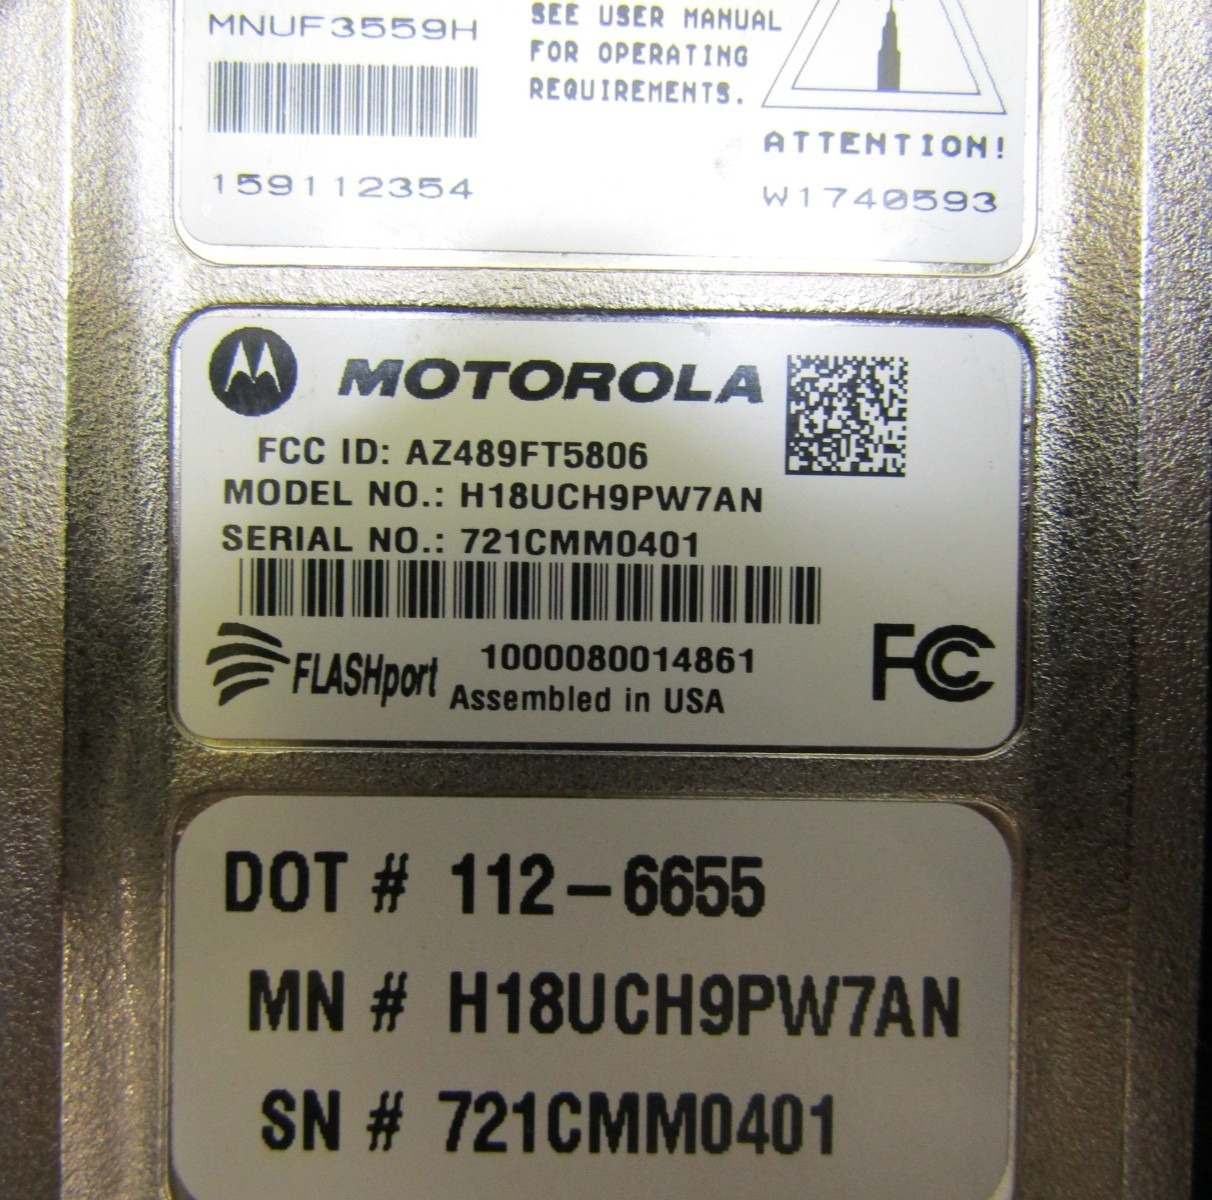 MNUF3559H
159112354
SEE USER MANUAL
FOR OPERATING
REQUIREMENTS.
ATTENTION!
W1740593
MOTOROLA
FCC ID: AZ489FT5806
MODEL NO.: H18UCH9PW7AN
SERIAL NO.: 721CMM0401
FLASHport
1000080014861
Assembled in USA
FC
DOT # 112-6655
MN # H18UCH9PW7AN
SN # 721CMM0401